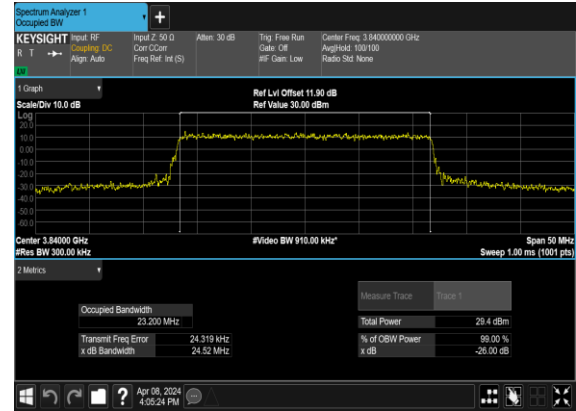 Spectrum Analyzer 1
Occupied BW
+
KEYSIGHT Input: RF Input Z: 50 Ω Atten: 30 dB Trig: Free Run Center Freq: 3.840000000 GHz
R T Coupling: DC Corr CCorr Gate: Off Avg|Hold: 100/100
Align: Auto Freq Ref: Int (S) #IF Gain: Low Radio Std: None
LV
1 Graph
Ref Lvl Offset 11.90 dB
Scale/Div 10.0 dB Ref Value 30.00 dBm
Log
20.0
10.0
0.00
-10.0
-20.0
-30.0
-40.0
-50.0
-60.0
Center 3.84000 GHz #Video BW 910.00 kHz* Span 50 MHz
#Res BW 300.00 kHz Sweep 1.00 ms (1001 pts)
2 Metrics
Measure Trace Trace 1
Occupied Bandwidth
23.200 MHz Total Power 29.4 dBm
Transmit Freq Error 24.319 kHz % of OBW Power 99.00 %
x dB Bandwidth 24.52 MHz x dB -26.00 dB
?
Apr 08, 2024
4:05:24 PM